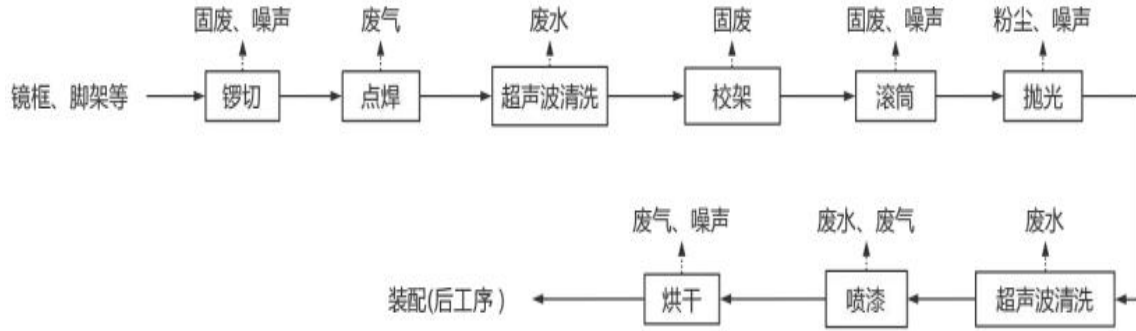 固废、噪声 废气 废水 固废 固废、噪声 粉尘、噪声
镜框、脚架等 锣切 点焊 超声波清洗 校架 滚筒 抛光
废气、噪声 废水、废气 废水
装配(后工序) 烘干 喷漆 超声波清洗